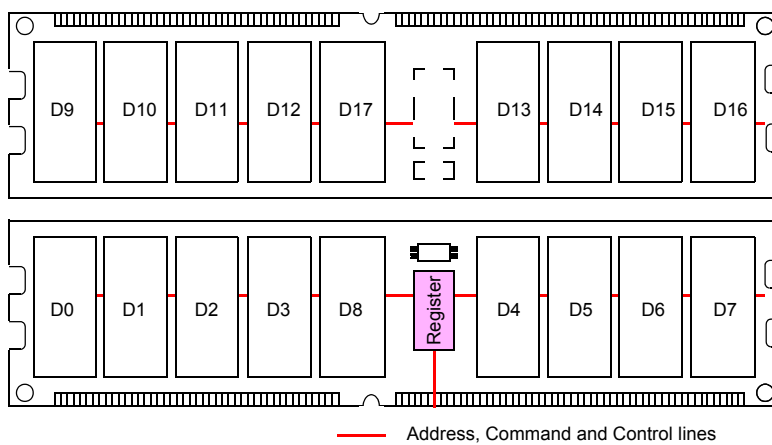 D9 D10 D11 D12 D17 D13 D14 D15 D16
D0 D1 D2 D3 D8 Register D4 D5 D6 D7
Address, Command and Control lines